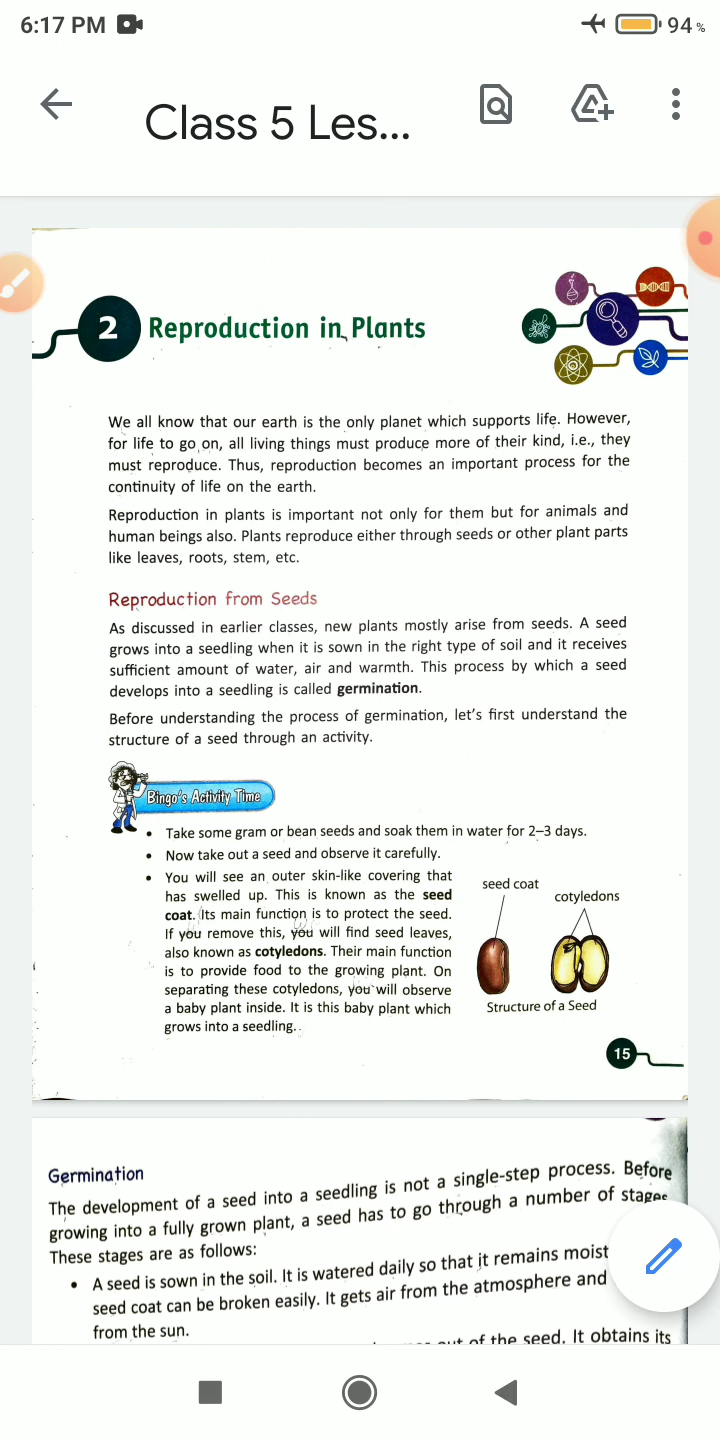 6:17 PM
94 %
Class 5 Les...
2 Reproduction in Plants
We all know that our earth is the only planet which supports life. However,
for life to go on, all living things must produce more of their kind, i.e., they
must reproduce. Thus, reproduction becomes an important process for the
continuity of life on the earth.
Reproduction in plants is important not only for them but for animals and
human beings also. Plants reproduce either through seeds or other plant parts
like leaves, roots, stem, etc.
Reproduction from Seeds
As discussed in earlier classes, new plants mostly arise from seeds. A seed
grows into a seedling when it is sown in the right type of soil and it receives
sufficient amount of water, air and warmth. This process by which a seed
develops into a seedling is called germination.
Before understanding the process of germination, let's first understand the
structure of a seed through an activity.
Bingo's Activity Time
• Take some gram or bean seeds and soak them in water for 2–3 days.
• Now take out a seed and observe it carefully.
• You will see an outer skin-like covering that
has swelled up. This is known as the seed
coat. Its main function is to protect the seed.
If you remove this, you will find seed leaves,
also known as cotyledons. Their main function
is to provide food to the growing plant. On
separating these cotyledons, you will observe
a baby plant inside. It is this baby plant which
grows into a seedling.
seed coat
cotyledons
Structure of a Seed
15
Germination
The development of a seed into a seedling is not a single-step process. Before
growing into a fully grown plant, a seed has to go through a number of stages
These stages are as follows:
• A seed is sown in the soil. It is watered daily so that it remains moist
seed coat can be broken easily. It gets air from the atmosphere and
from the sun.
out of the seed. It obtains its